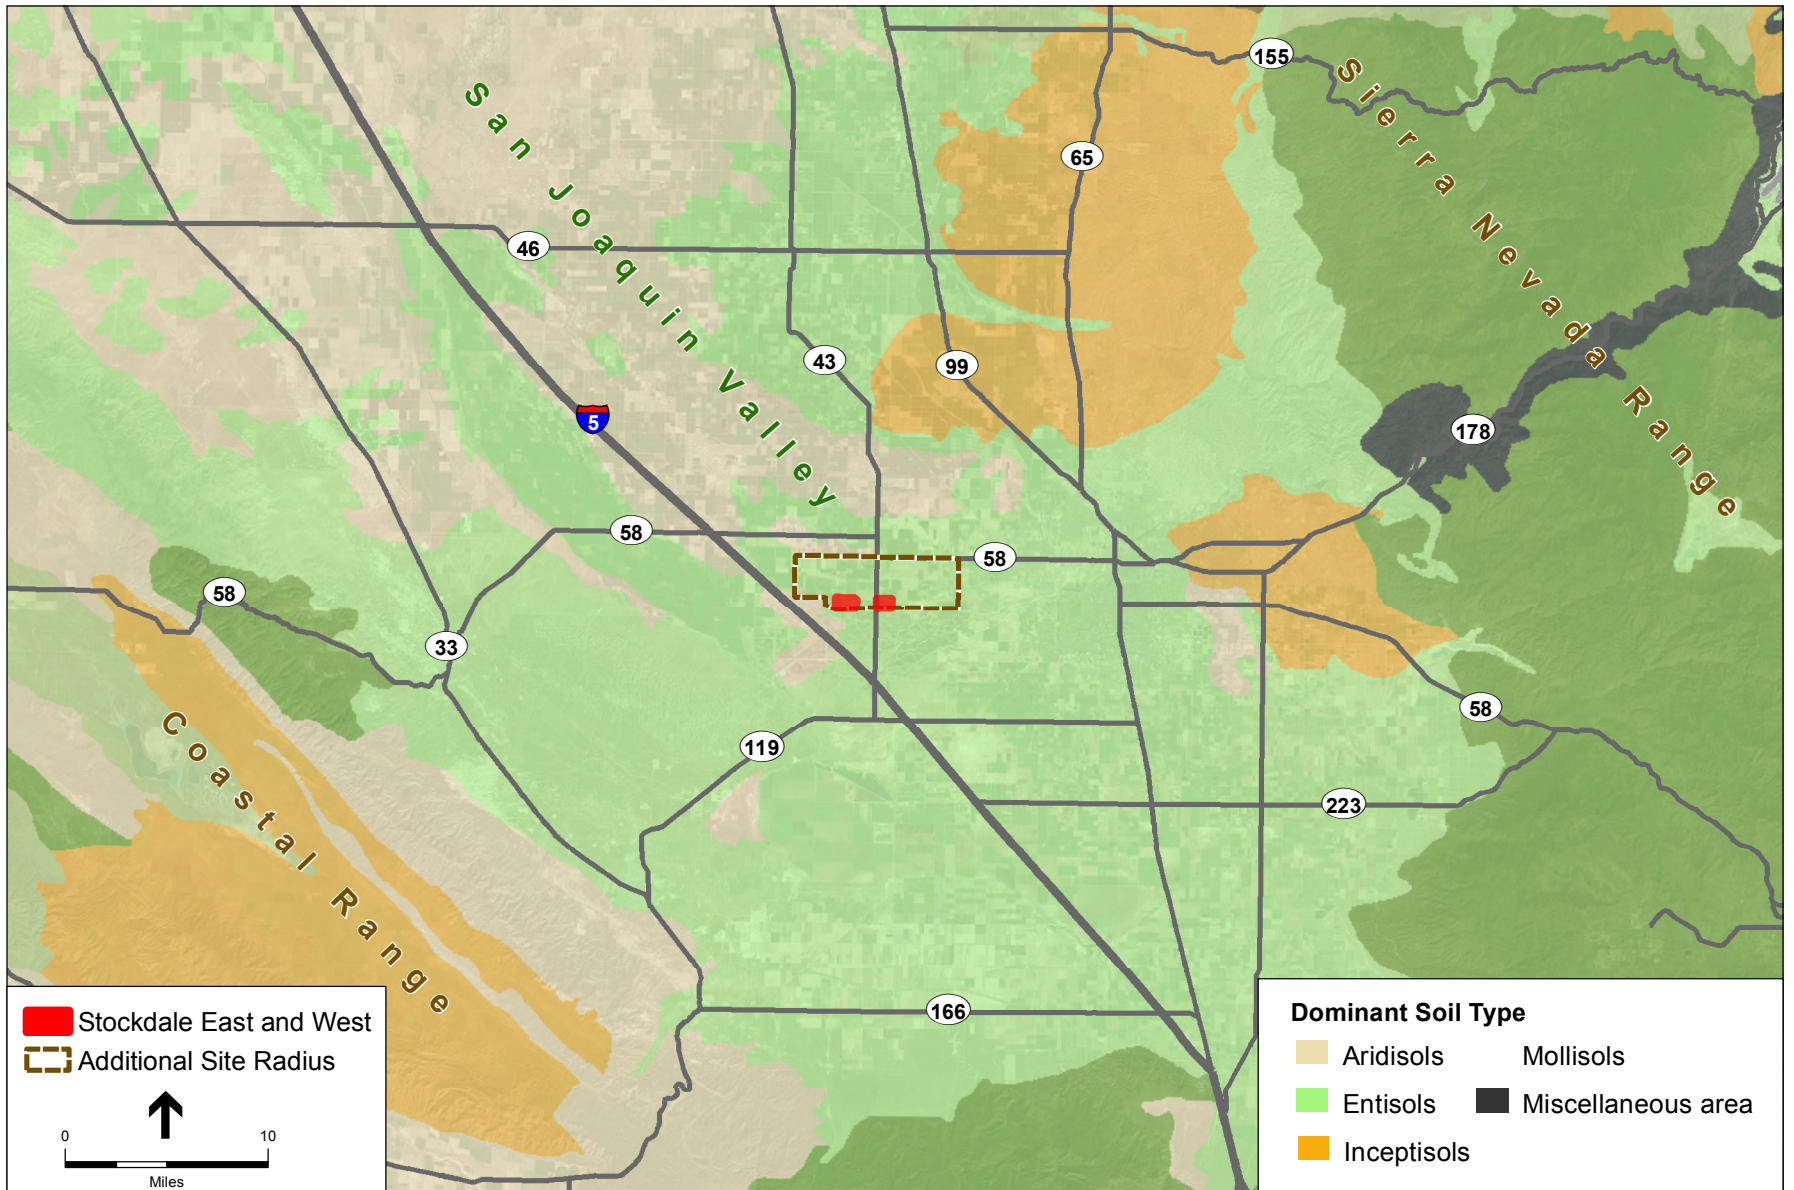 155
Sierra Nevada Range
San Joaquin Valley
65
46
43
99
5
178
58
58
58
33
58
Coastal Range
119
223
166
Stockdale East and West
Additional Site Radius
0 10
Miles
Dominant Soil Type
Aridisols
Mollisols
Entisols
Miscellaneous area
Inceptisols